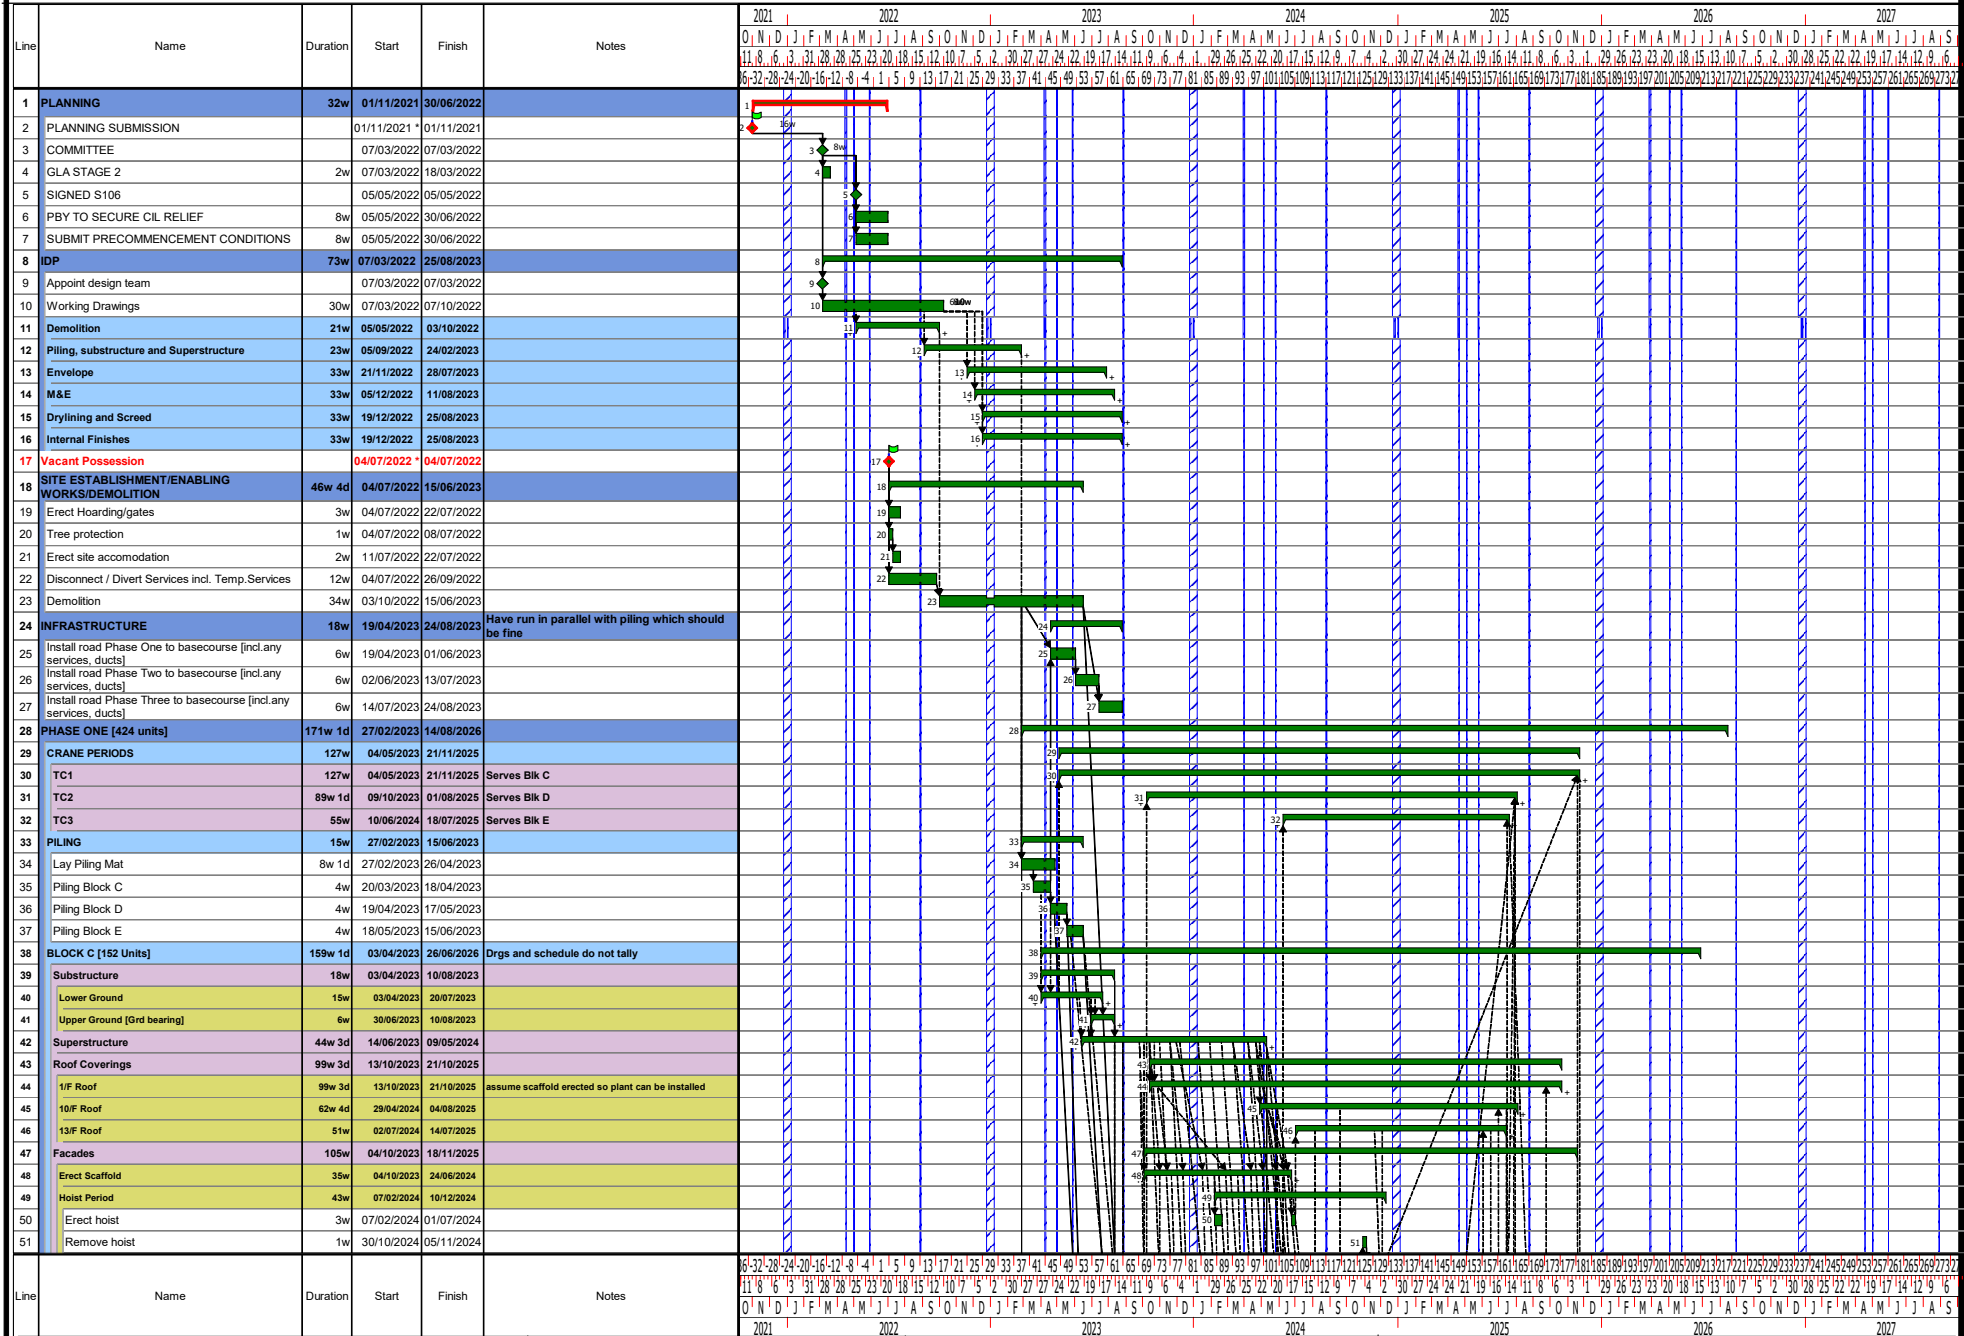 2021 2022 2023 2024 2025 2026 2027
Line Name Duration Start Finish Notes
1 PLANNING 32w 01/11/2021 30/06/2022
2 PLANNING SUBMISSION 01/11/2021 * 01/11/2021
3 COMMITTEE 07/03/2022 07/03/2022
4 GLA STAGE 2 2w 07/03/2022 18/03/2022
5 SIGNED S106 05/05/2022 05/05/2022
6 PBY TO SECURE CIL RELIEF 8w 05/05/2022 30/06/2022
7 SUBMIT PRECOMMENCEMENT CONDITIONS 8w 05/05/2022 30/06/2022
8 IDP 73w 07/03/2022 25/08/2023
9 Appoint design team 07/03/2022 07/03/2022
10 Working Drawings 30w 07/03/2022 07/10/2022
11 Demolition 21w 05/05/2022 03/10/2022
12 Piling, substructure and Superstructure 23w 05/09/2022 24/02/2023
13 Envelope 33w 21/11/2022 28/07/2023
14 M&E 33w 05/12/2022 11/08/2023
15 Drylining and Screed 33w 19/12/2022 25/08/2023
16 Internal Finishes 33w 19/12/2022 25/08/2023
17 Vacant Possession 04/07/2022 * 04/07/2022
18 SITE ESTABLISHMENT/ENABLING
WORKS/DEMOLITION 46w 4d 04/07/2022 15/06/2023
19 Erect Hoarding/gates 3w 04/07/2022 22/07/2022
20 Tree protection 1w 04/07/2022 08/07/2022
21 Erect site accomodation 2w 11/07/2022 22/07/2022
22 Disconnect / Divert Services incl. Temp.Services 12w 04/07/2022 26/09/2022
23 Demolition 34w 03/10/2022 15/06/2023
24 INFRASTRUCTURE 18w 19/04/2023 24/08/2023 Have run in parallel with piling which should
be fine
25 Install road Phase One to basecourse [incl.any
services, ducts] 6w 19/04/2023 01/06/2023
26 Install road Phase Two to basecourse [incl.any
services, ducts] 6w 02/06/2023 13/07/2023
27 Install road Phase Three to basecourse [incl.any
services, ducts] 6w 14/07/2023 24/08/2023
28 PHASE ONE [424 units] 171w 1d 27/02/2023 14/08/2026
29 CRANE PERIODS 127w 04/05/2023 21/11/2025
30 TC1 127w 04/05/2023 21/11/2025 Serves Blk C
31 TC2 89w 1d 09/10/2023 01/08/2025 Serves Blk D
32 TC3 55w 10/06/2024 18/07/2025 Serves Blk E
33 PILING 15w 27/02/2023 15/06/2023
34 Lay Piling Mat 8w 1d 27/02/2023 26/04/2023
35 Piling Block C 4w 20/03/2023 18/04/2023
36 Piling Block D 4w 19/04/2023 17/05/2023
37 Piling Block E 4w 18/05/2023 15/06/2023
38 BLOCK C [152 Units] 159w 1d 03/04/2023 26/06/2026 Drgs and schedule do not tally
39 Substructure 18w 03/04/2023 10/08/2023
40 Lower Ground 15w 03/04/2023 20/07/2023
41 Upper Ground [Grd bearing] 6w 30/06/2023 10/08/2023
42 Superstructure 44w 3d 14/06/2023 09/05/2024
43 Roof Coverings 99w 3d 13/10/2023 21/10/2025
44 1/F Roof 99w 3d 13/10/2023 21/10/2025 assume scaffold erected so plant can be installed
45 10/F Roof 62w 4d 29/04/2024 04/08/2025
46 13/F Roof 51w 02/07/2024 14/07/2025
47 Facades 105w 04/10/2023 18/11/2025
48 Erect Scaffold 35w 04/10/2023 24/06/2024
49 Hoist Period 43w 07/02/2024 10/12/2024
50 Erect hoist 3w 07/02/2024 01/07/2024
51 Remove hoist 1w 30/10/2024 05/11/2024
Line Name Duration Start Finish Notes
2021 2022 2023 2024 2025 2026 2027